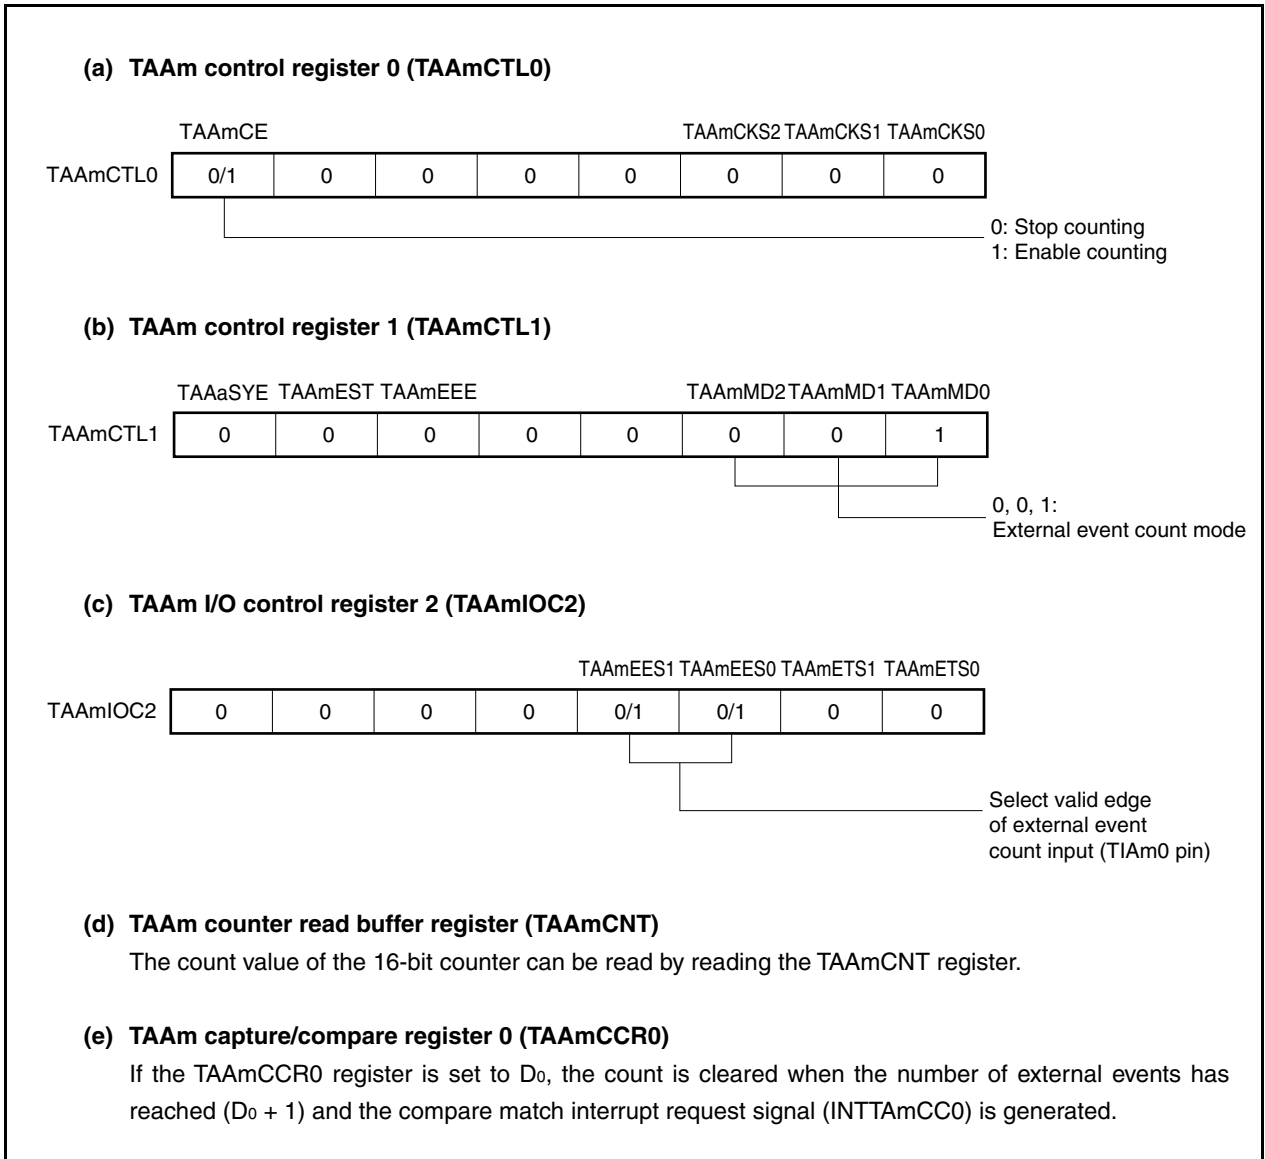 (a) TAAm control register 0 (TAAmCTL0)
TAAmCE TAAmCKS2 TAAmCKS1 TAAmCKS0
TAAmCTL0 0/1 0 0 0 0 0 0 0
0: Stop counting
1: Enable counting
(b) TAAm control register 1 (TAAmCTL1)
TAAaSYE TAAmEST TAAmEEE TAAmMD2 TAAmMD1 TAAmMD0
TAAmCTL1 0 0 0 0 0 0 0 1
0, 0, 1:
External event count mode
(c) TAAm I/O control register 2 (TAAmIOC2)
TAAmEES1 TAAmEES0 TAAmETS1 TAAmETS0
TAAmIOC2 0 0 0 0 0/1 0/1 0 0
Select valid edge
of external event
count input (TIAm0 pin)
(d) TAAm counter read buffer register (TAAmCNT)
The count value of the 16-bit counter can be read by reading the TAAmCNT register.
(e) TAAm capture/compare register 0 (TAAmCCR0)
If the TAAmCCR0 register is set to D0, the count is cleared when the number of external events has
reached (D0 + 1) and the compare match interrupt request signal (INTTAmCC0) is generated.